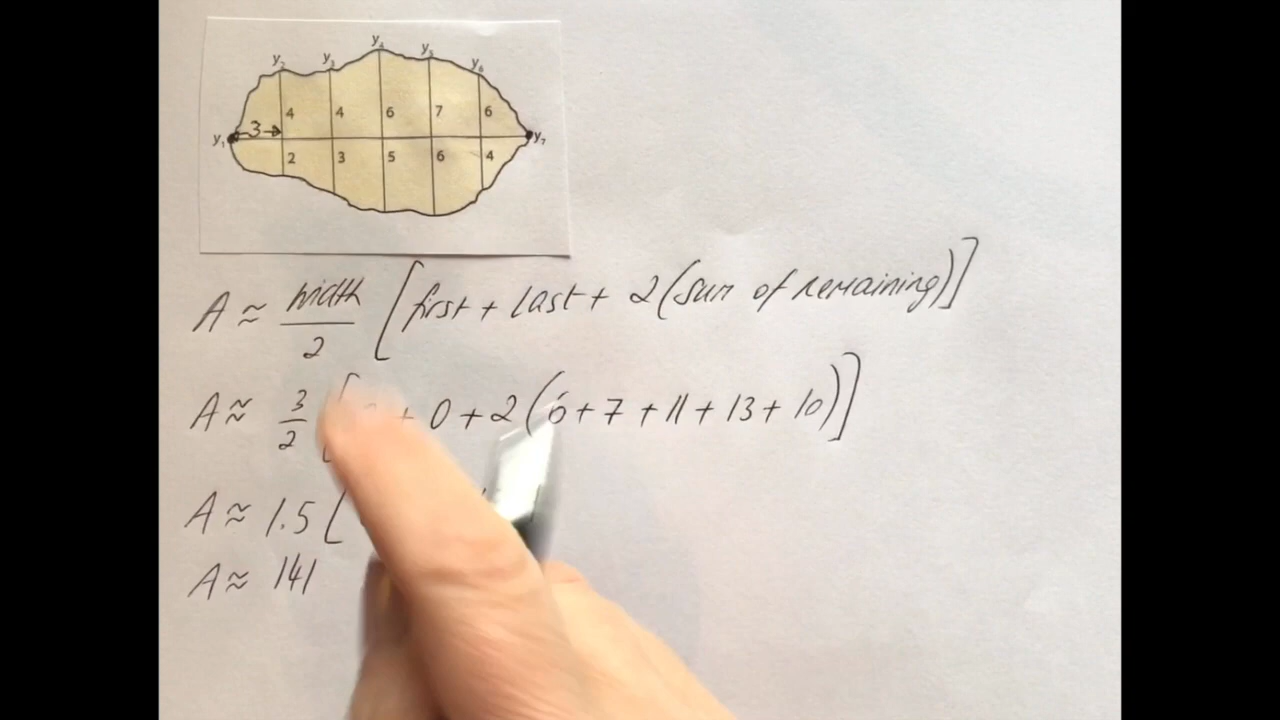 y₂ y₃ y₄ y₅ y₆
4 4 6 7 6
y₁ 3 y₇
2 3 5 6 4
A ≈ width/2 [first + last + 2(sum of remaining)]
A ≈ 3/2 [ + 0 + 2(6 + 7 + 11 + 13 + 10)]
A ≈ 1.5 [
A ≈ 141